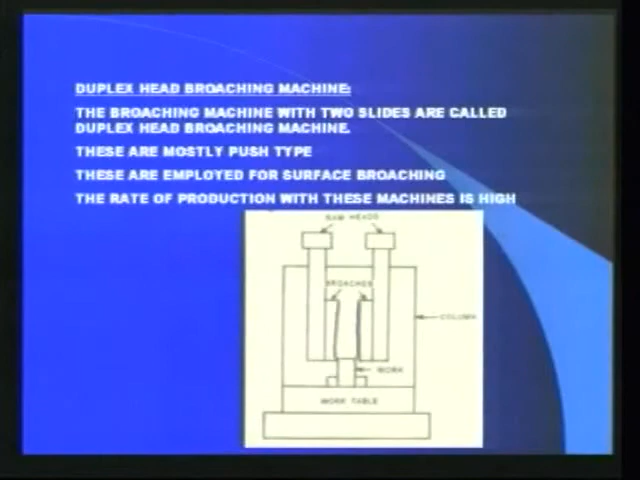 DUPLEX HEAD BROACHING MACHINE:
THE BROACHING MACHINE WITH TWO SLIDES ARE CALLED
DUPLEX HEAD BROACHING MACHINE.
THESE ARE MOSTLY PUSH TYPE
THESE ARE EMPLOYED FOR SURFACE BROACHING
THE RATE OF PRODUCTION WITH THESE MACHINES IS HIGH
RAM HEADS
BROACHES
COLUMN
WORK
WORK TABLE